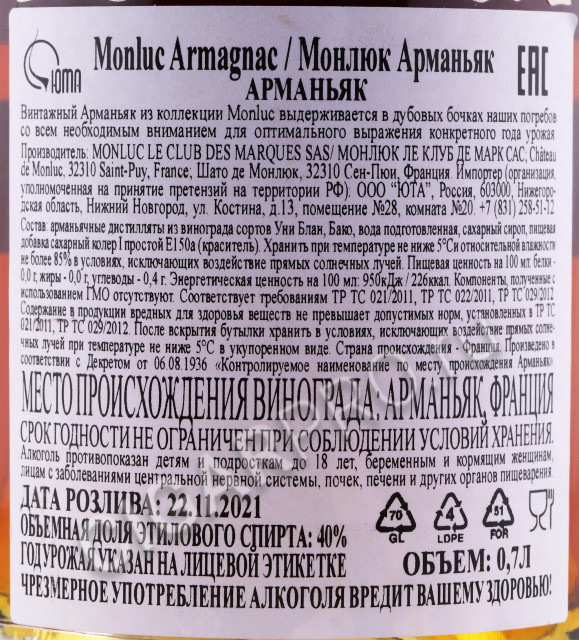 ЮТА
Monluc Armagnac / Монлюк Арманьяк
АРМАНЬЯК
EAC
Винтажный Арманьяк из коллекции Monluc выдерживается в дубовых бочках наших погребов
со всем необходимым вниманием для оптимального выражения конкретного года урожая
Производитель: MONLUC LE CLUB DES MARQUES SAS/ МОНЛЮК ЛЕ КЛУБ ДЕ МАРК САС; Château
de Monluc, 32310 Saint-Puy, France; Шато де Монлюк, 32310 Сен-Пюи, Франция. Импортер (организация,
уполномоченная на принятие претензий на территории РФ): ООО "ЮТА", Россия, 603000, Нижегород-
ская область, Нижний Новгород, ул. Костина, д.13, помещение №28, комната №20. +7 (831) 258-51-12
Состав: арманьячные дистилляты из винограда сортов Уни Блан, Бако, вода подготовленная, сахарный сироп, пищевая
добавка сахарный колер I простой E150a (краситель). Хранить при температуре не ниже 5°С и относительной влажности
не более 85% в условиях, исключающих воздействие прямых солнечных лучей. Пищевая ценность на 100 мл: белки -
0,0 г, жиры - 0,0 г, углеводы - 0,4 г. Энергетическая ценность на 100 мл: 950кДж / 226ккал. Компоненты, полученные с
использованием ГМО отсутствуют. Соответствует требованиям ТР ТС 021/2011, ТР ТС 022/2011, ТР ТС 029/2012
Содержание в продукции вредных для здоровья веществ не превышает допустимых норм, установленных в ТР ТС
021/2011, ТР ТС 029/2012. После вскрытия бутылки хранить в условиях, исключающих воздействие прямых солне-
чных лучей при температуре не ниже 5°С в укупоренном виде. Страна происхождения - Франция. Произведено в
соответствии с Декретом от 06.08.1936 «Контролируемое наименование по месту происхождения Арманьяк»
МЕСТО ПРОИСХОЖДЕНИЯ ВИНОГРАДА: АРМАНЬЯК, ФРАНЦИЯ
СРОК ГОДНОСТИ НЕ ОГРАНИЧЕН ПРИ СОБЛЮДЕНИИ УСЛОВИЙ ХРАНЕНИЯ.
Алкоголь противопоказан детям и подросткам до 18 лет, беременным и кормящим женщинам,
лицам с заболеваниями центральной нервной системы, почек, печени и других органов пищеварения
ДАТА РОЗЛИВА: 22.11.2021
ОБЪЕМНАЯ ДОЛЯ ЭТИЛОВОГО СПИРТА: 40%
ГОД УРОЖАЯ УКАЗАН НА ЛИЦЕВОЙ ЭТИКЕТКЕ
70 4 51
GL LDPE FOR
ОБЪЕМ: 0,7Л
ЧРЕЗМЕРНОЕ УПОТРЕБЛЕНИЕ АЛКОГОЛЯ ВРЕДИТ ВАШЕМУ ЗДОРОВЬЮ!